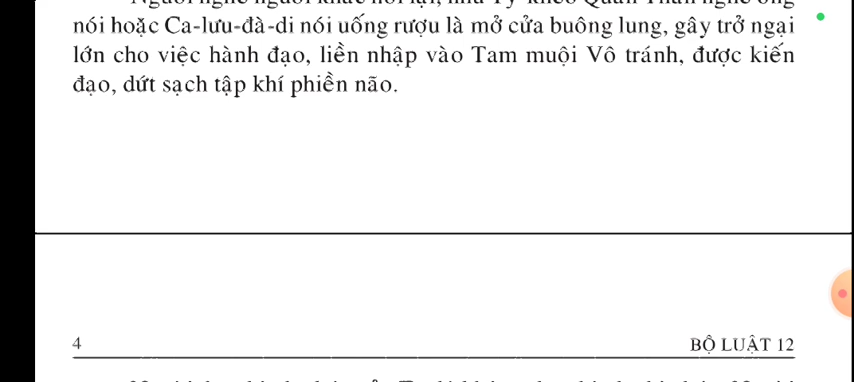 nói hoặc Ca-lưu-đà-di nói uống rượu là mở cửa buông lung, gây trở ngại
lớn cho việc hành đạo, liền nhập vào Tam muội Vô tránh, được kiến
đạo, dứt sạch tập khí phiền não.
4 BỘ LUẬT 12